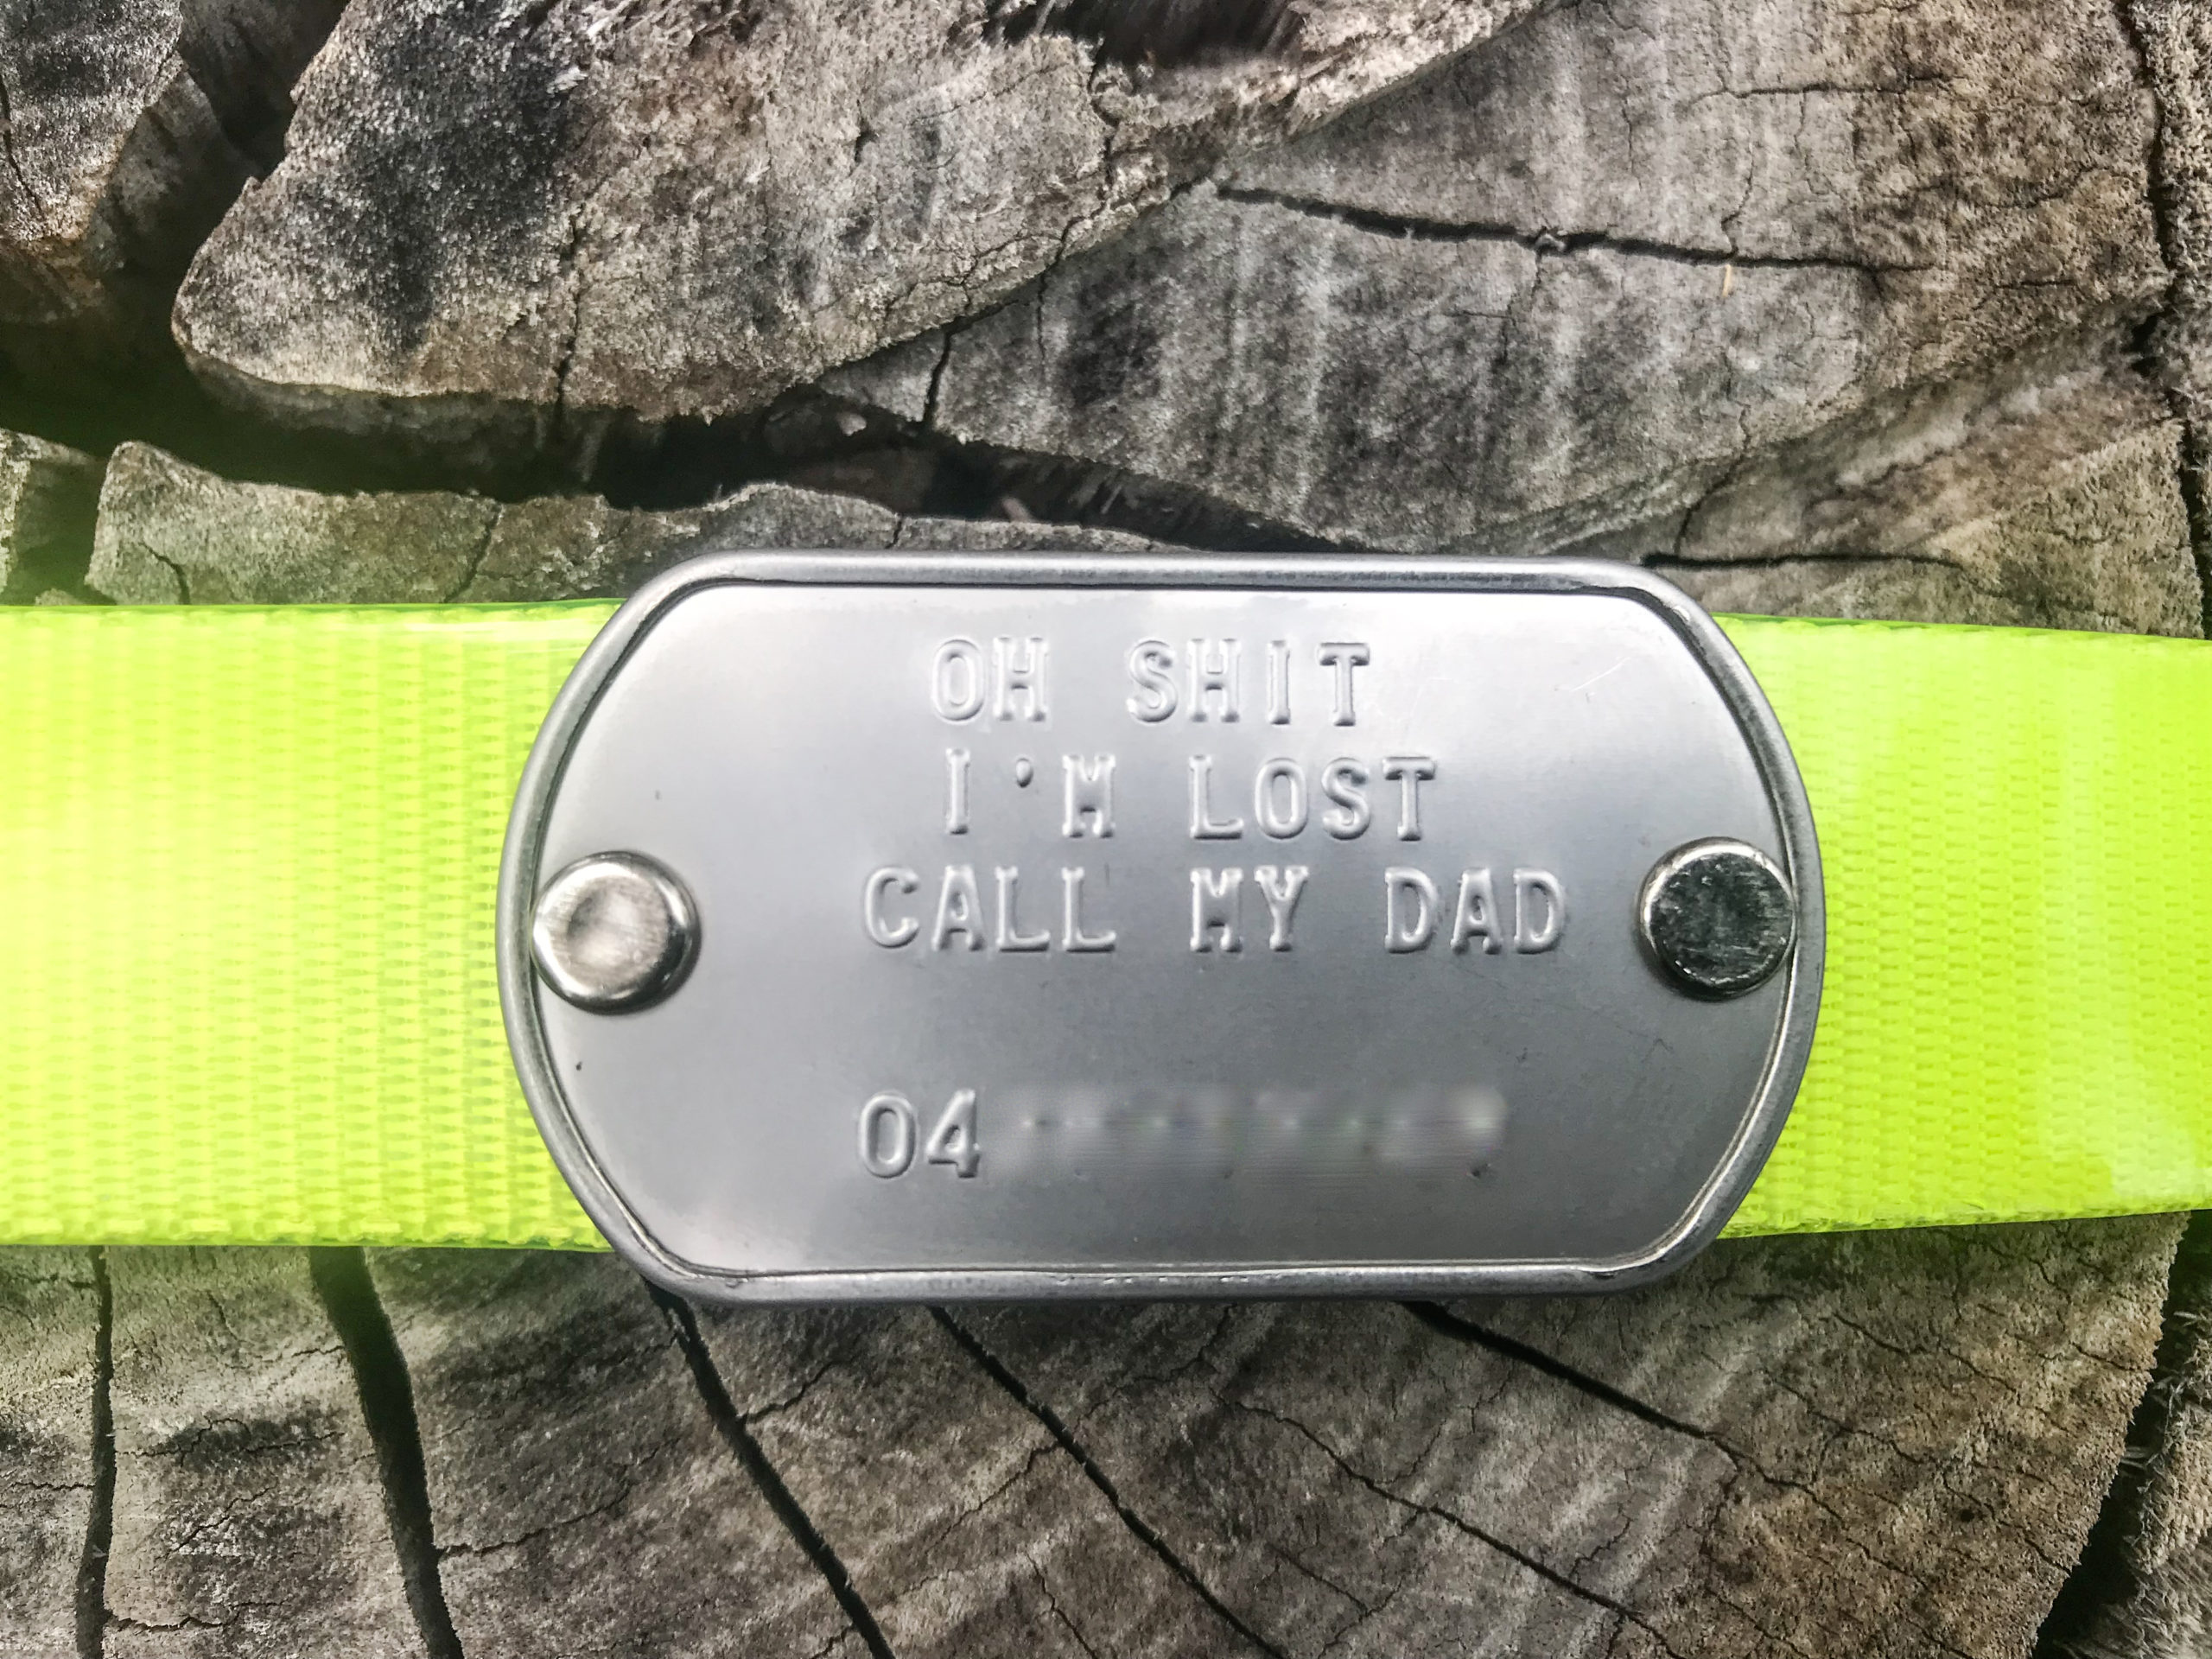 OH SHIT
I'M LOST
CALL MY DAD
04